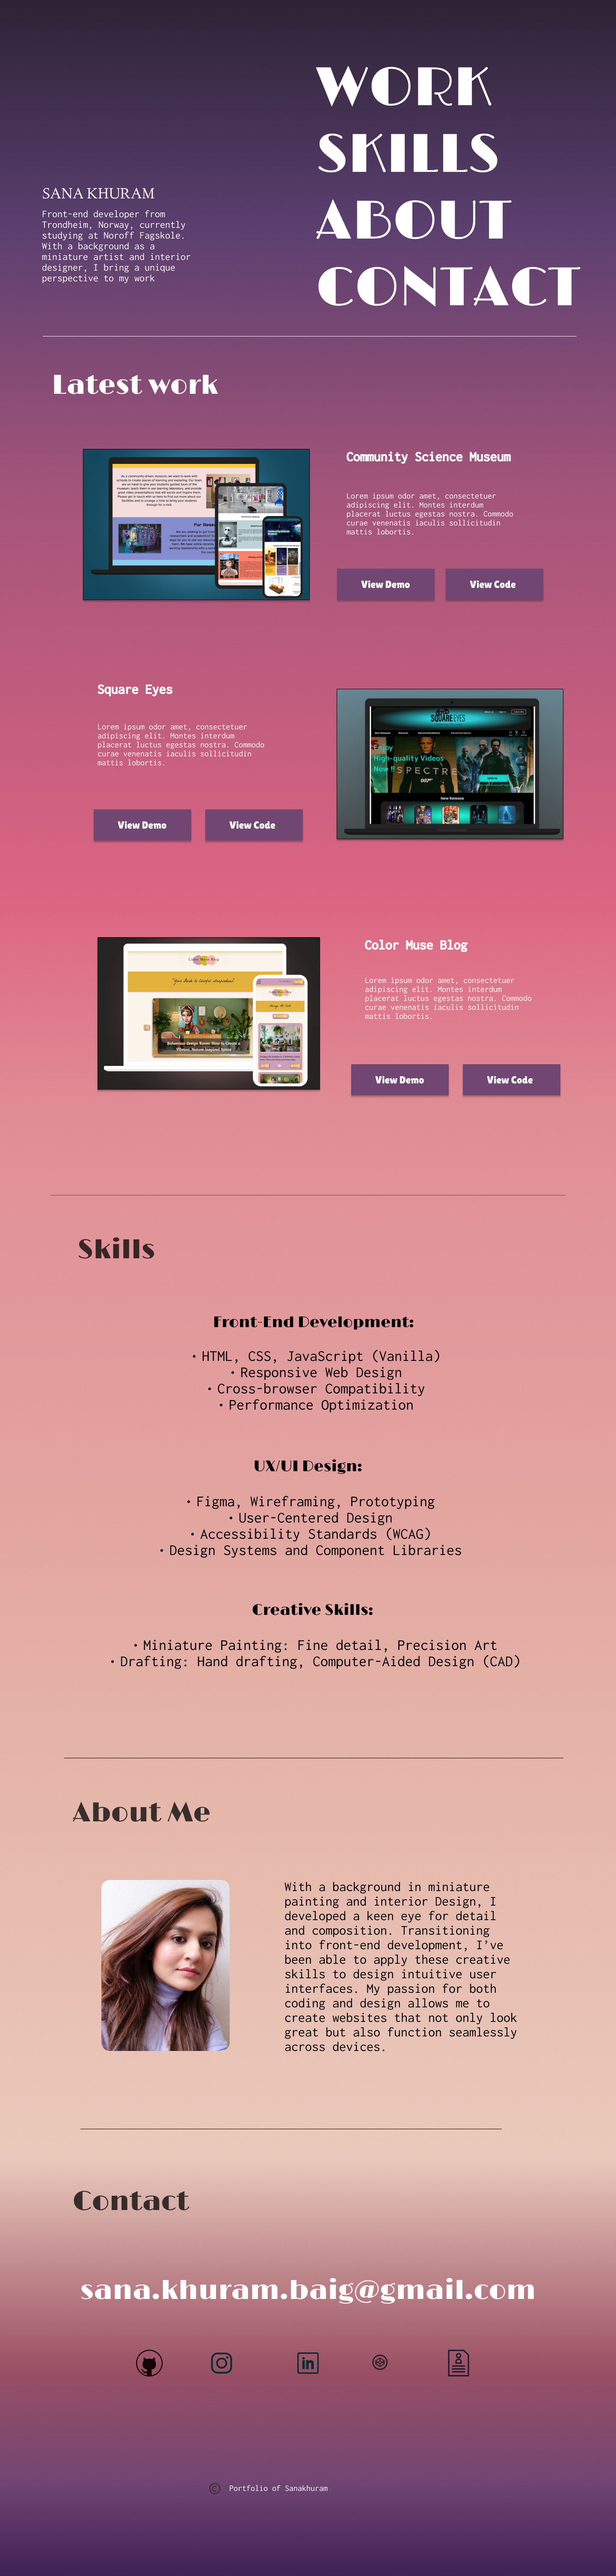 WORK
SKILLS
ABOUT
CONTACT
SANA KHURAM
Front-end developer from
Trondheim, Norway, currently
studying at Noroff Fagskole.
With a background as a
miniature artist and interior
designer, I bring a unique
perspective to my work
Latest work
Community Science Museum
Lorem ipsum odor amet, consectetuer
adipiscing elit. Montes interdum
placerat luctus egestas nostra. Commodo
curae venenatis iaculis sollicitudin
mattis lobortis.
View Demo
View Code
Square Eyes
Lorem ipsum odor amet, consectetuer
adipiscing elit. Montes interdum
placerat luctus egestas nostra. Commodo
curae venenatis iaculis sollicitudin
mattis lobortis.
View Demo
View Code
SQUARE EYES
Enjoy
High-quality Videos
Now !!
SPECTRE
New Release
Color Muse Blog
Lorem ipsum odor amet, consectetuer
adipiscing elit. Montes interdum
placerat luctus egestas nostra. Commodo
curae venenatis iaculis sollicitudin
mattis lobortis.
View Demo
View Code
Color Muse Blog
Skills
Front-End Development:
• HTML, CSS, JavaScript (Vanilla)
• Responsive Web Design
• Cross-browser Compatibility
• Performance Optimization
UX/UI Design:
• Figma, Wireframing, Prototyping
• User-Centered Design
• Accessibility Standards (WCAG)
• Design Systems and Component Libraries
Creative Skills:
• Miniature Painting: Fine detail, Precision Art
• Drafting: Hand drafting, Computer-Aided Design (CAD)
About Me
With a background in miniature
painting and interior Design, I
developed a keen eye for detail
and composition. Transitioning
into front-end development, I’ve
been able to apply these creative
skills to design intuitive user
interfaces. My passion for both
coding and design allows me to
create websites that not only look
great but also function seamlessly
across devices.
Contact
sana.khuram.baig@gmail.com
in
© Portfolio of Sanakhuram